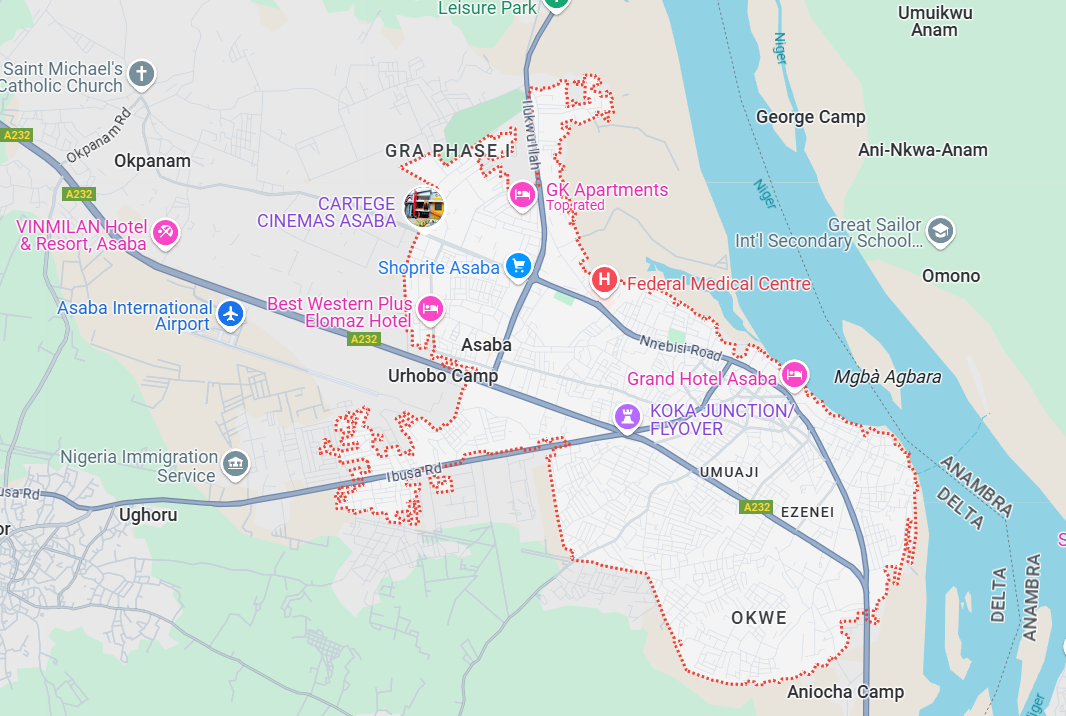 Leisure Park
Umuikwu
Anam
Niger
Saint Michael's
Catholic Church
A232
Okpanam Rd
Ilukwu
Illah
George Camp
GRA PHASE I
Okpanam
Ani-Nkwa-Anam
A232
GK Apartments
Top rated
Niger
CARTEGE
CINEMAS ASABA
VINMILAN Hotel
& Resort, Asaba
Great Sailor
Int'l Secondary School...
Shoprite Asaba
H
Federal Medical Centre
Omono
Asaba International
Airport
Best Western Plus
Elomaz Hotel
A232
Asaba
Nnebisi Road
Urhobo Camp
Grand Hotel Asaba
Mgbà Agbara
KOKA JUNCTION/
FLYOVER
Nigeria Immigration
Service
Ibusa Rd
UMUAJI
ANAMBRA
DELTA
usa Rd
A232
EZENEI
Ughoru
or
S
DELTA
ANAMBRA
OKWE
Aniocha Camp
Niger